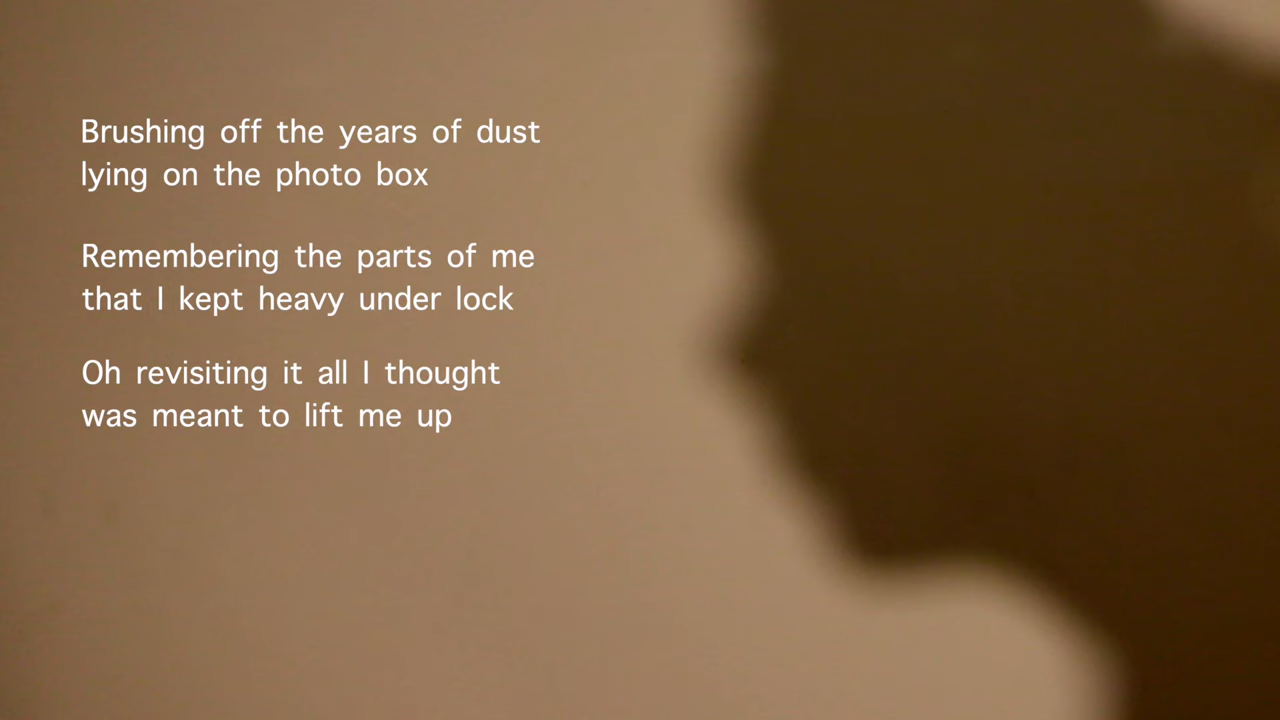 Brushing off the years of dust
lying on the photo box
Remembering the parts of me
that I kept heavy under lock
Oh revisiting it all I thought
was meant to lift me up